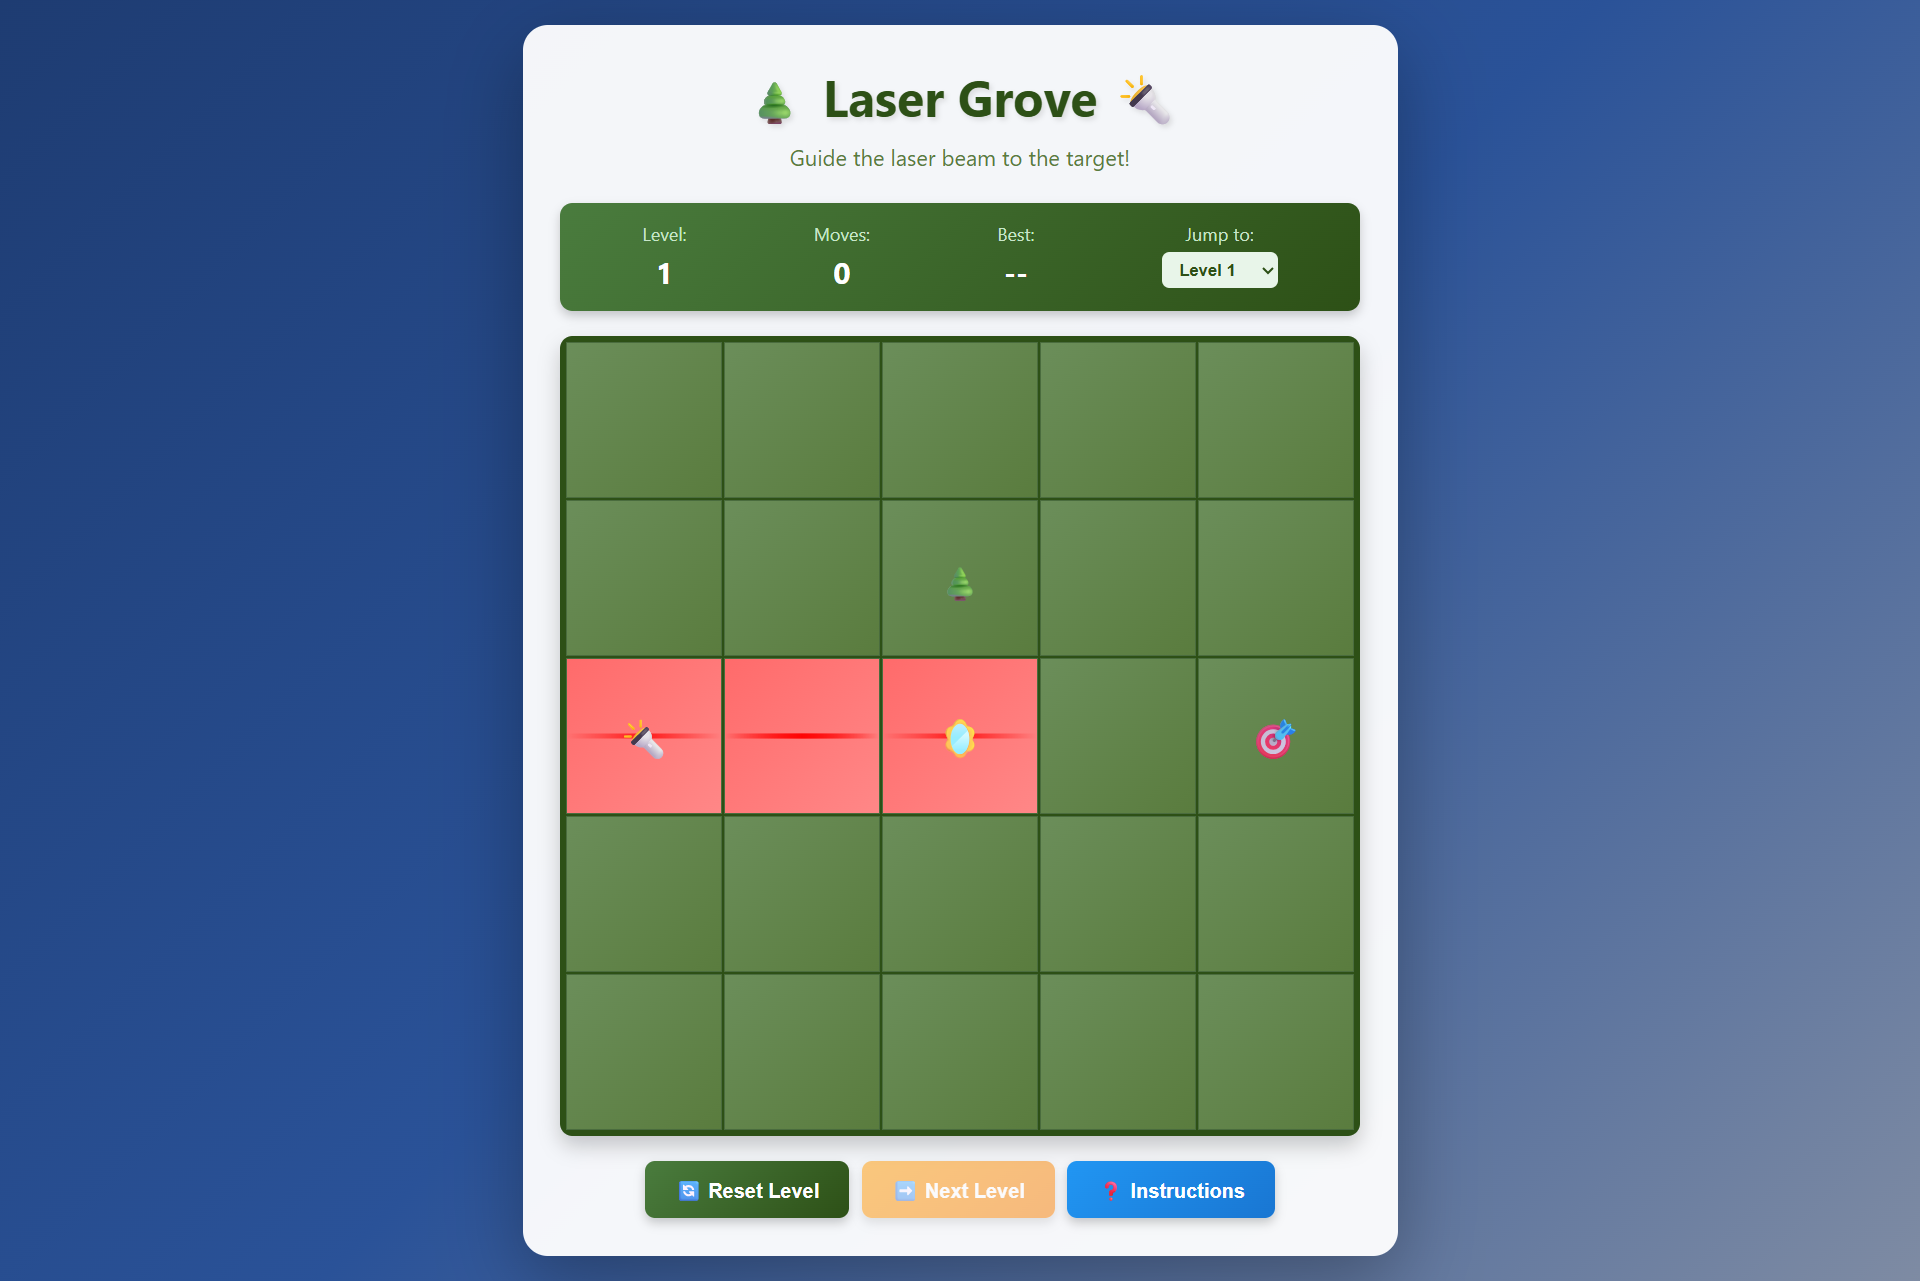 Laser Grove
Guide the laser beam to the target!
Level:
1
Moves:
0
Best:
--
Jump to:
Level 1
Reset Level
Next Level
Instructions